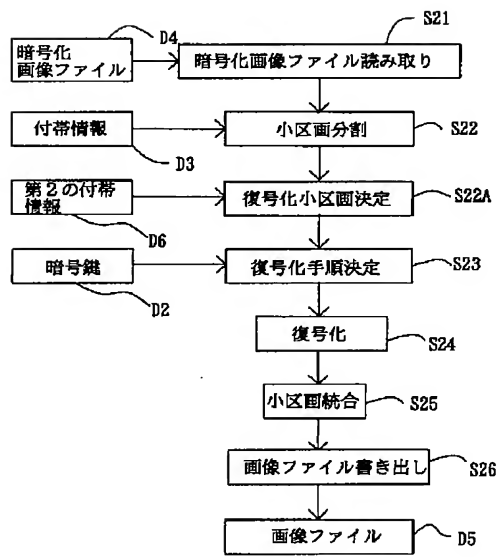 D4
S21
暗号化
画像ファイル
暗号化画像ファイル読み取り
付帯情報
小区画分割
S22
D3
第2の付帯
情報
復号化小区画決定
S22A
D6
暗号鍵
復号化手順決定
S23
D2
復号化
S24
小区画統合
S25
画像ファイル書き出し
S26
画像ファイル
D5